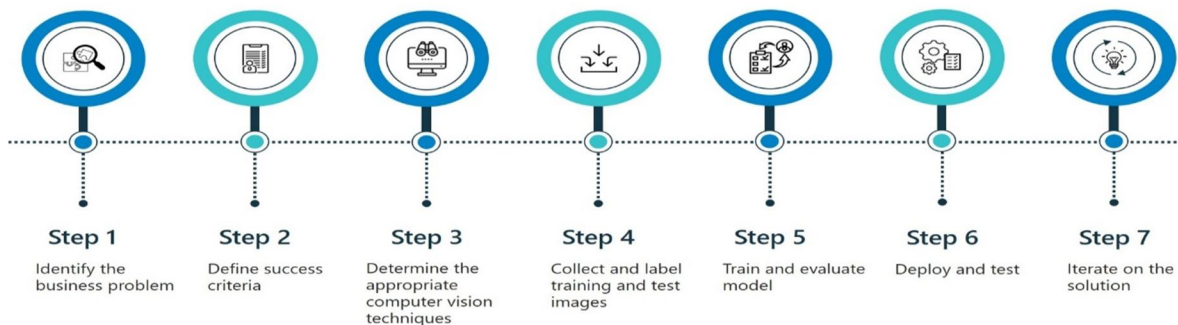 Step 1
Identify the
business problem
Step 2
Define success
criteria
Step 3
Determine the
appropriate
computer vision
techniques
Step 4
Collect and label
training and test
images
Step 5
Train and evaluate
model
Step 6
Deploy and test
Step 7
Iterate on the
solution